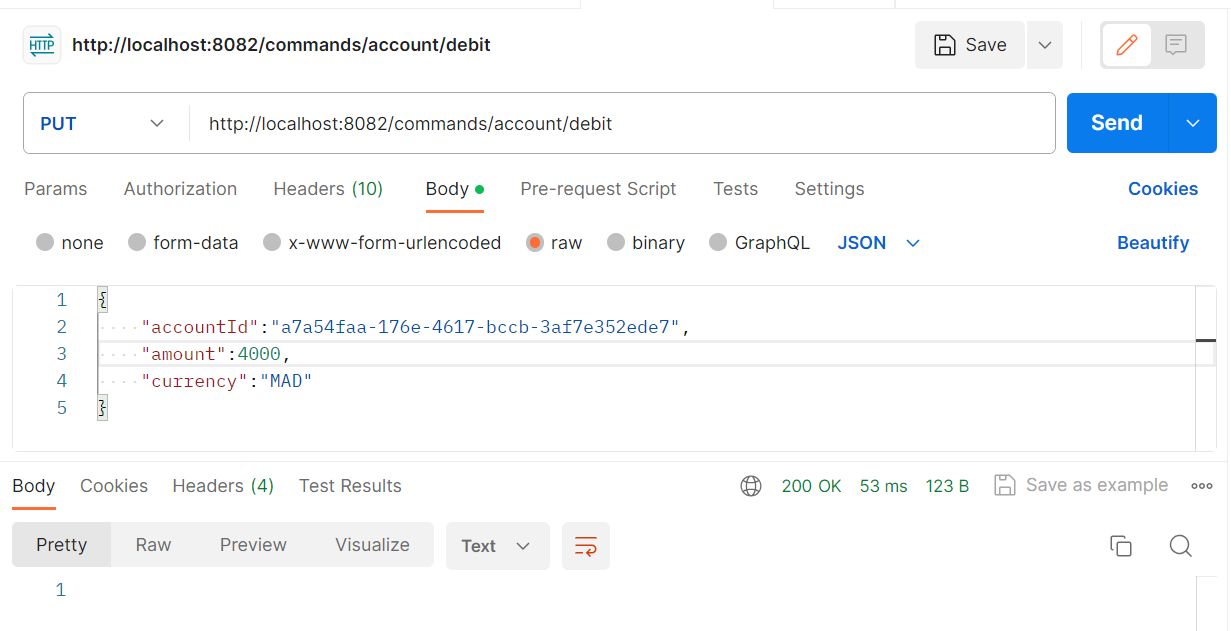 HTTP http://localhost:8082/commands/account/debit Save
PUT http://localhost:8082/commands/account/debit Send
Params Authorization Headers (10) Body Pre-request Script Tests Settings Cookies
none form-data x-www-form-urlencoded raw binary GraphQL JSON Beautify
1 {
2 "accountId":"a7a54faa-176e-4617-bccb-3af7e352ede7",
3 "amount":4000,
4 "currency":"MAD"
5 }
Body Cookies Headers (4) Test Results 200 OK 53 ms 123 B Save as example
Pretty Raw Preview Visualize Text
1